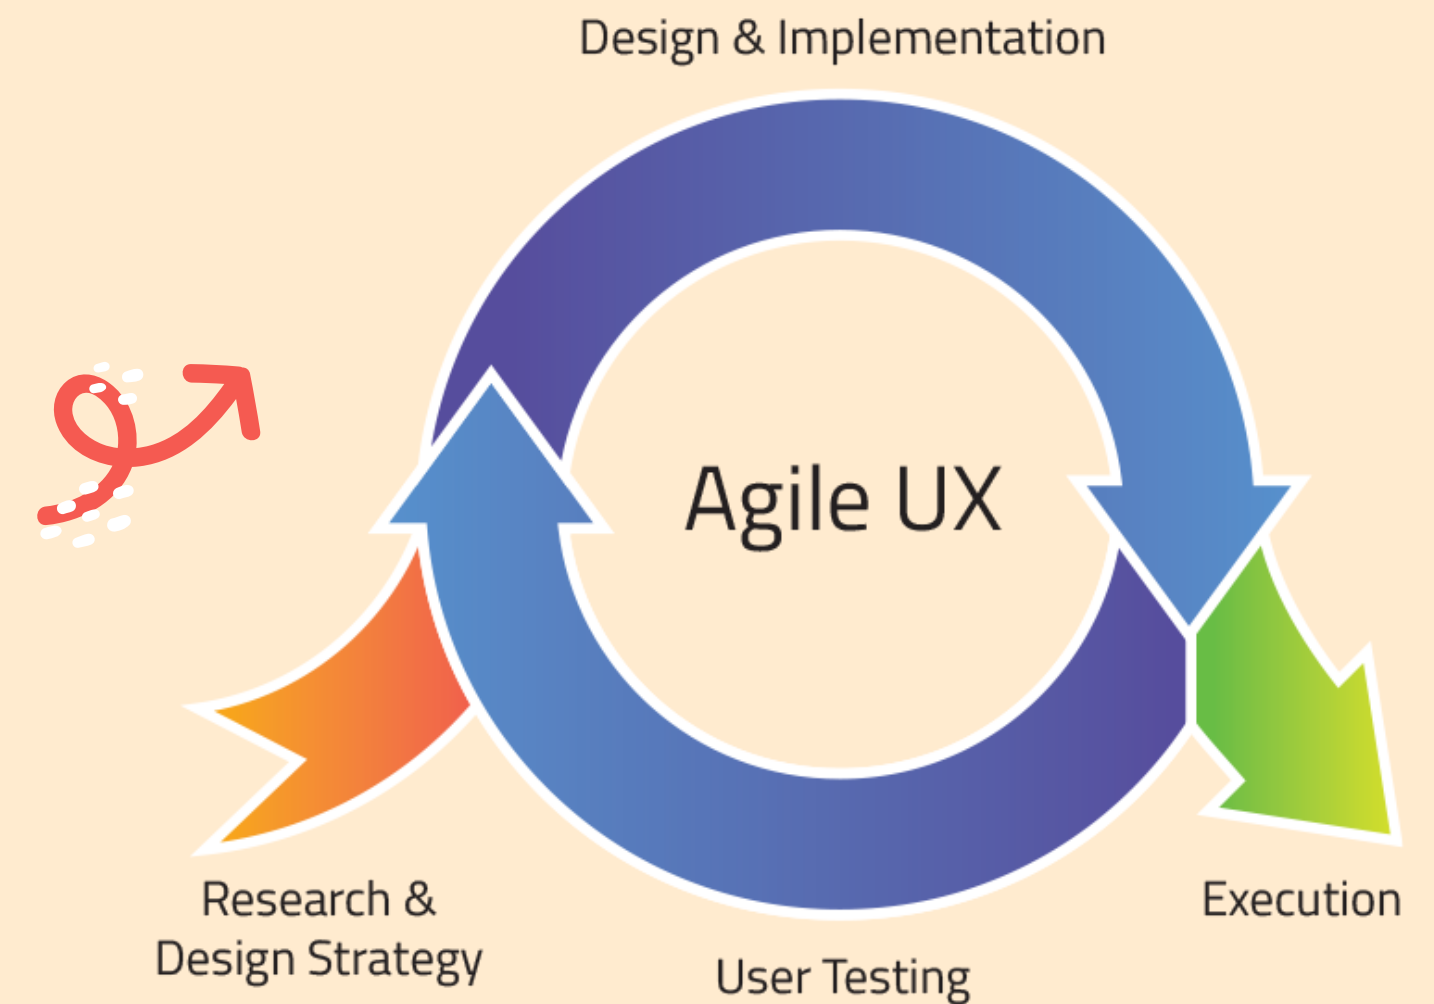 Design & Implementation
Agile UX
Research &
Design Strategy
User Testing
Execution